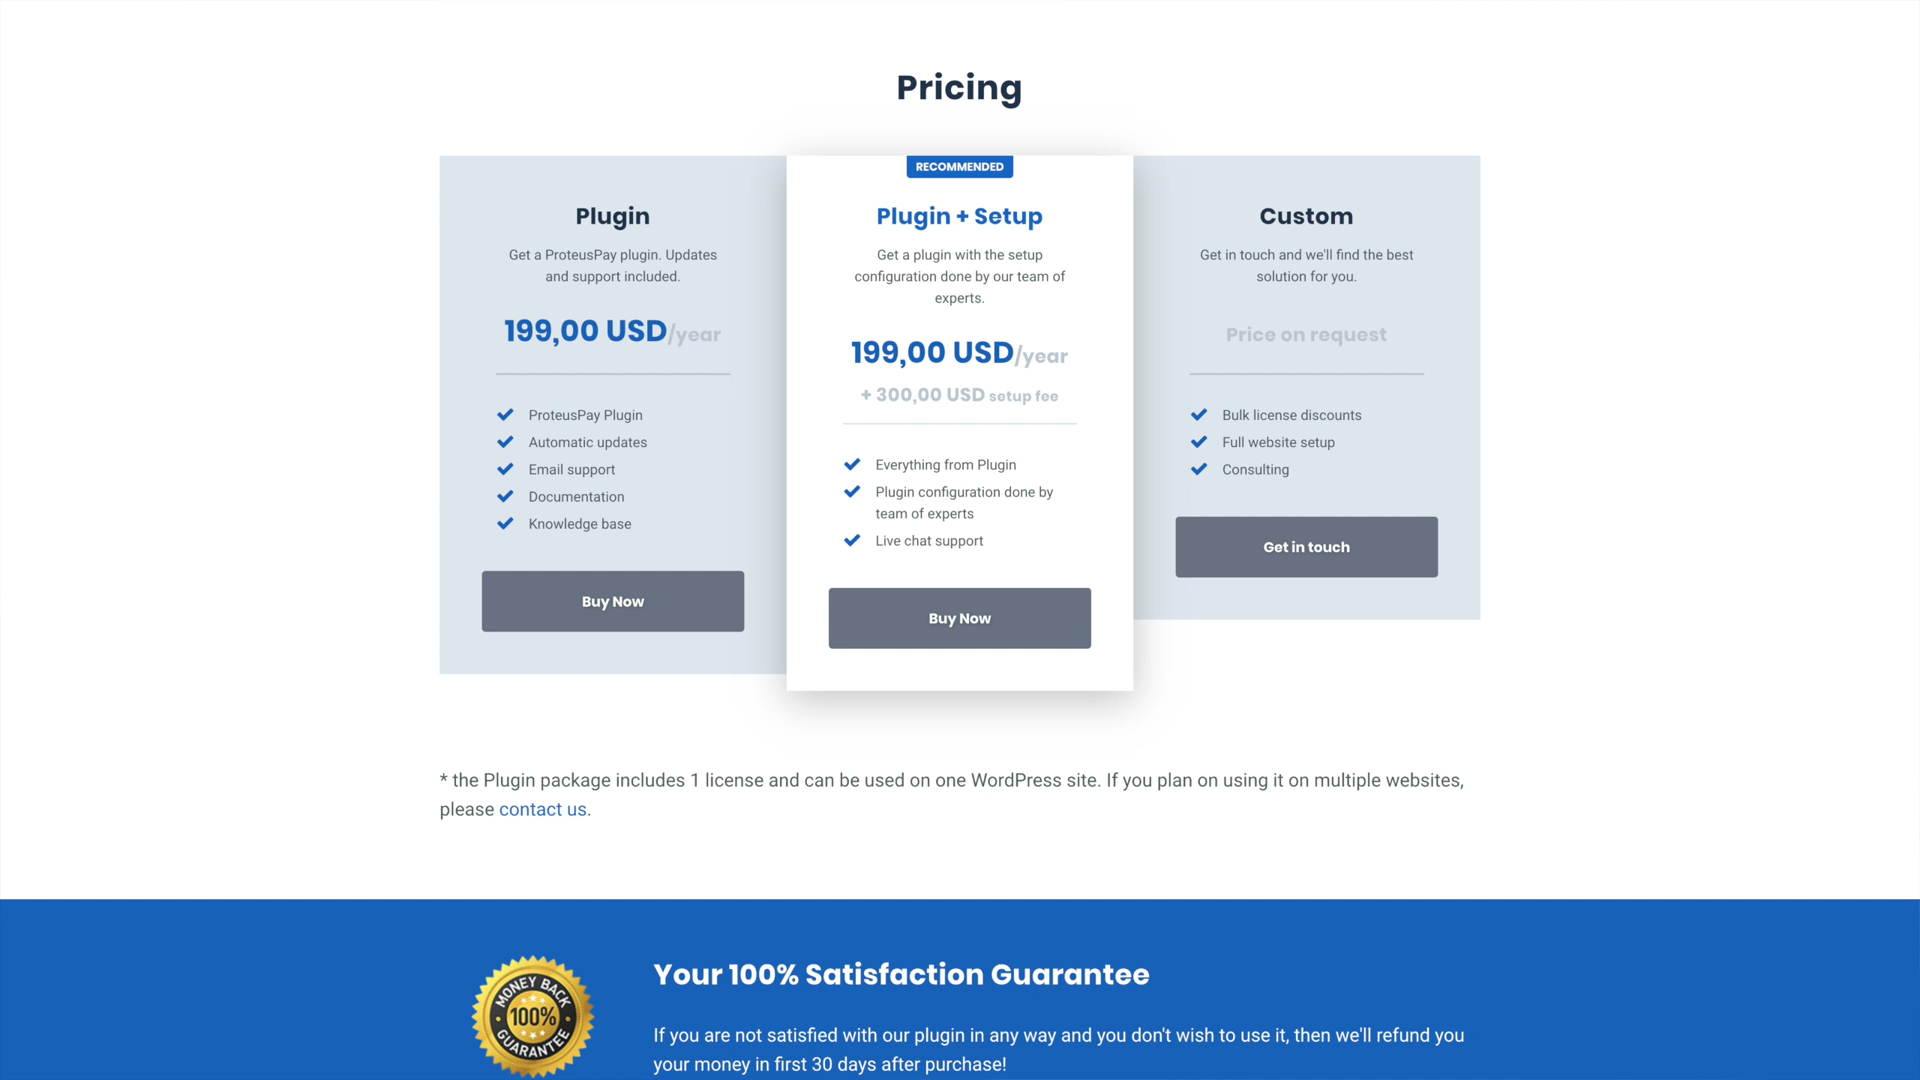 Pricing
Plugin
Get a ProteusPay plugin. Updates
and support included.
199,00 USD/year
ProteusPay Plugin
Automatic updates
Email support
Documentation
Knowledge base
Buy Now
RECOMMENDED
Plugin + Setup
Get a plugin with the setup
configuration done by our team of
experts.
199,00 USD/year
+ 300,00 USD setup fee
Everything from Plugin
Plugin configuration done by
team of experts
Live chat support
Buy Now
Custom
Get in touch and we'll find the best
solution for you.
Price on request
Bulk license discounts
Full website setup
Consulting
Get in touch
* the Plugin package includes 1 license and can be used on one WordPress site. If you plan on using it on multiple websites,
please contact us.
MONEY BACK
100%
GUARANTEE
Your 100% Satisfaction Guarantee
If you are not satisfied with our plugin in any way and you don't wish to use it, then we'll refund you
your money in first 30 days after purchase!